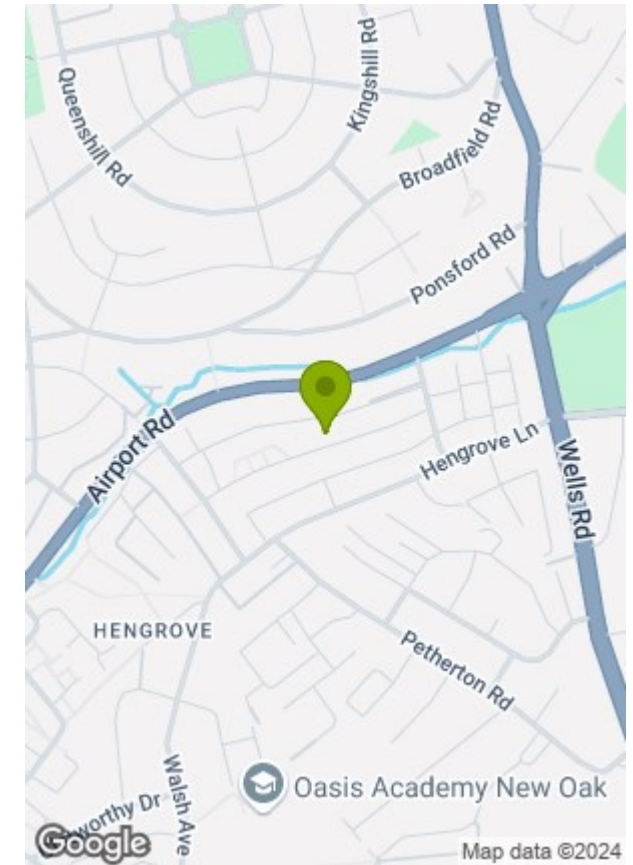 Queenshill Rd
Kingshill Rd
Broadfield Rd
Ponsford Rd
Airport Rd
Hengrove Ln
Wells Rd
HENGROVE
Petherton Rd
Walsh Ave
Oasis Academy New Oak
Dr
Google
Map data ©2024